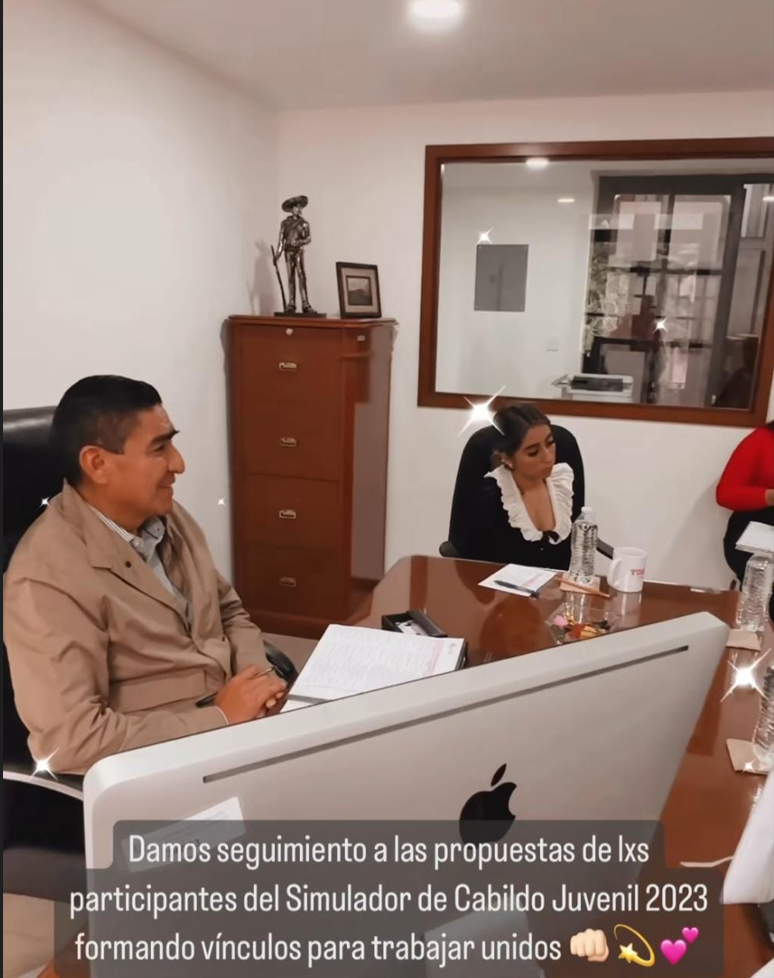 Damos seguimiento a las propuestas de lxs
participantes del Simulador de Cabildo Juvenil 2023
formando vínculos para trabajar unidos 👊🏻💫💕